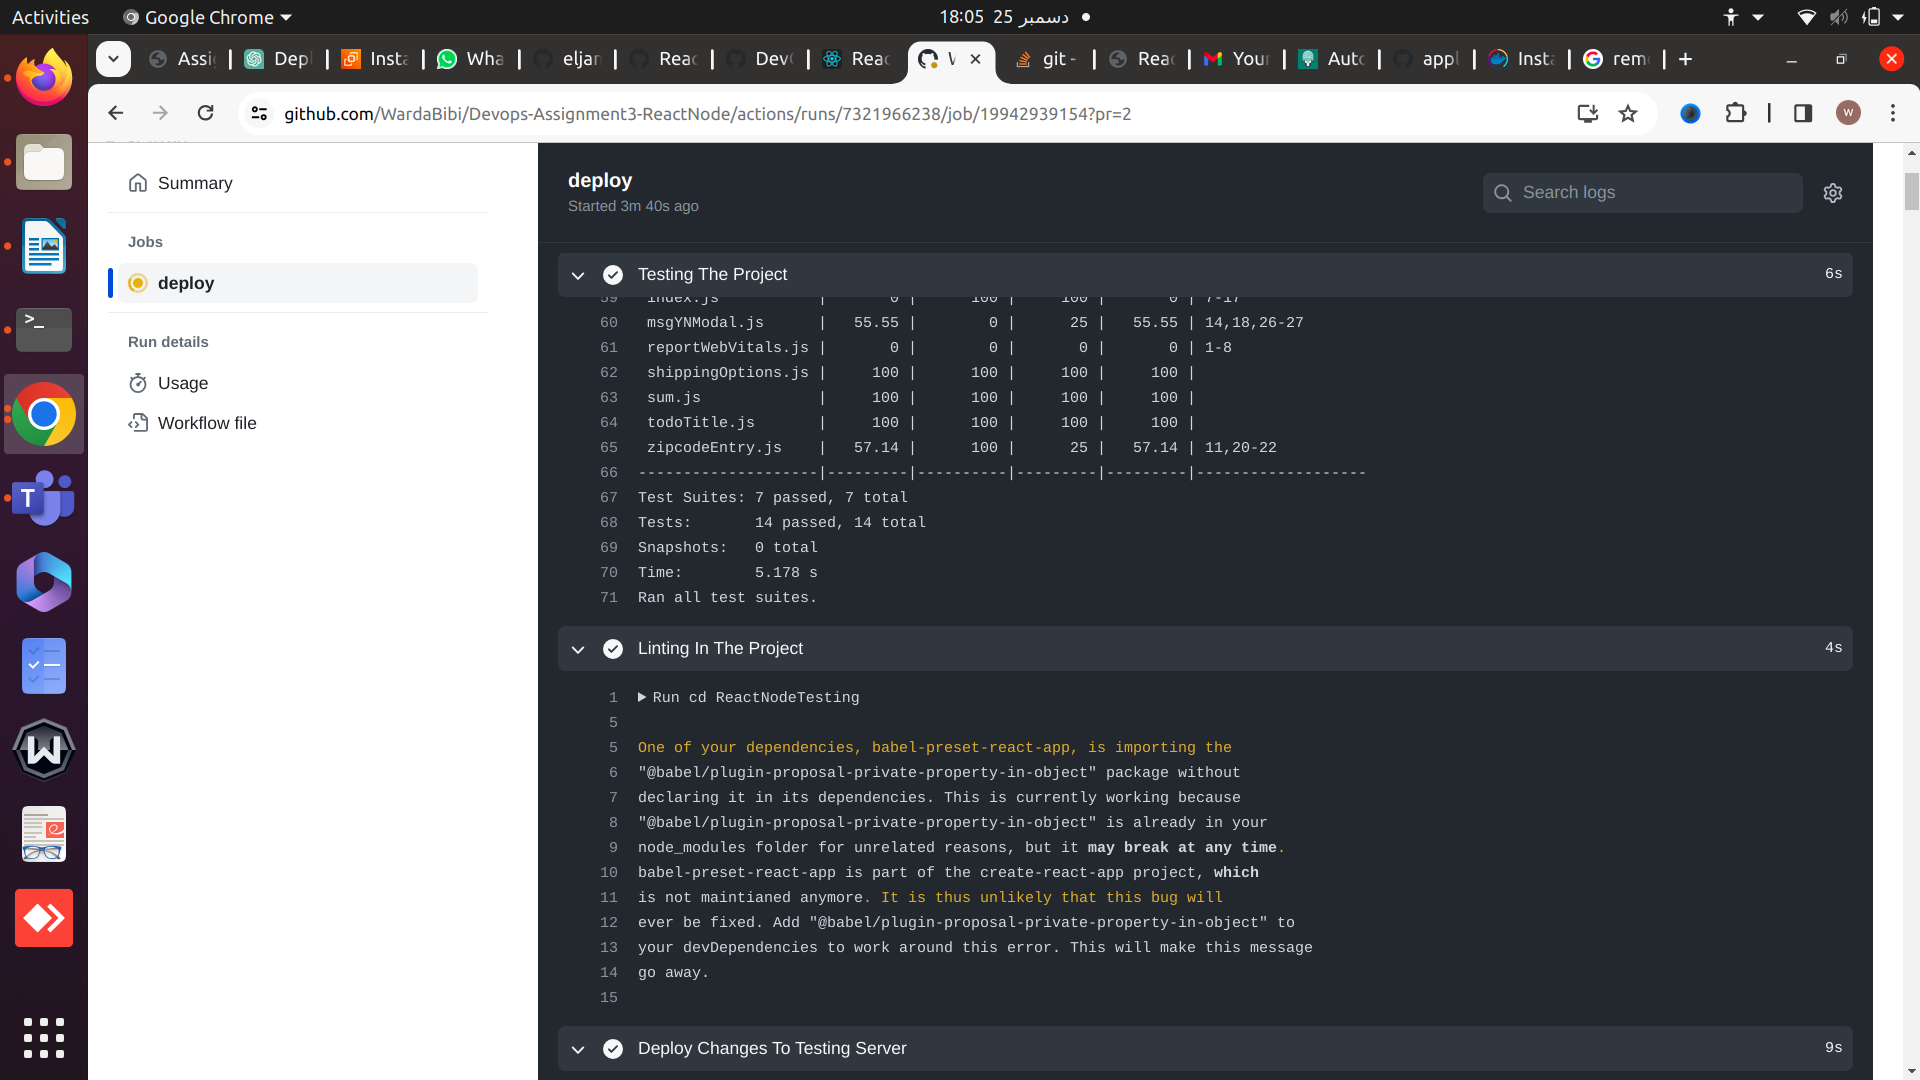 Activities
Google Chrome
18:05 25 دسمبر
Assi
Depl
Insta
Wha
eljan
Reac
Dev
Reac
git -
Reac
Your
Auto
appl
Insta
rem
github.com/WardaBibi/Devops-Assignment3-ReactNode/actions/runs/7321966238/job/19942939154?pr=2
W
Summary
Jobs
deploy
Run details
Usage
Workflow file
deploy
Started 3m 40s ago
Search logs
Testing The Project 6s
59 index.js | 0 | 100 | 100 | 0 | 7-17
60 msgYNModal.js | 55.55 | 0 | 25 | 55.55 | 14,18,26-27
61 reportWebVitals.js | 0 | 0 | 0 | 0 | 1-8
62 shippingOptions.js | 100 | 100 | 100 | 100 |
63 sum.js | 100 | 100 | 100 | 100 |
64 todoTitle.js | 100 | 100 | 100 | 100 |
65 zipcodeEntry.js | 57.14 | 100 | 25 | 57.14 | 11,20-22
66 --------------------|---------|----------|---------|---------|-------------------
67 Test Suites: 7 passed, 7 total
68 Tests: 14 passed, 14 total
69 Snapshots: 0 total
70 Time: 5.178 s
71 Ran all test suites.
Linting In The Project 4s
1 Run cd ReactNodeTesting
5
5 One of your dependencies, babel-preset-react-app, is importing the
6 "@babel/plugin-proposal-private-property-in-object" package without
7 declaring it in its dependencies. This is currently working because
8 "@babel/plugin-proposal-private-property-in-object" is already in your
9 node_modules folder for unrelated reasons, but it may break at any time.
10 babel-preset-react-app is part of the create-react-app project, which
11 is not maintianed anymore. It is thus unlikely that this bug will
12 ever be fixed. Add "@babel/plugin-proposal-private-property-in-object" to
13 your devDependencies to work around this error. This will make this message
14 go away.
15
Deploy Changes To Testing Server 9s